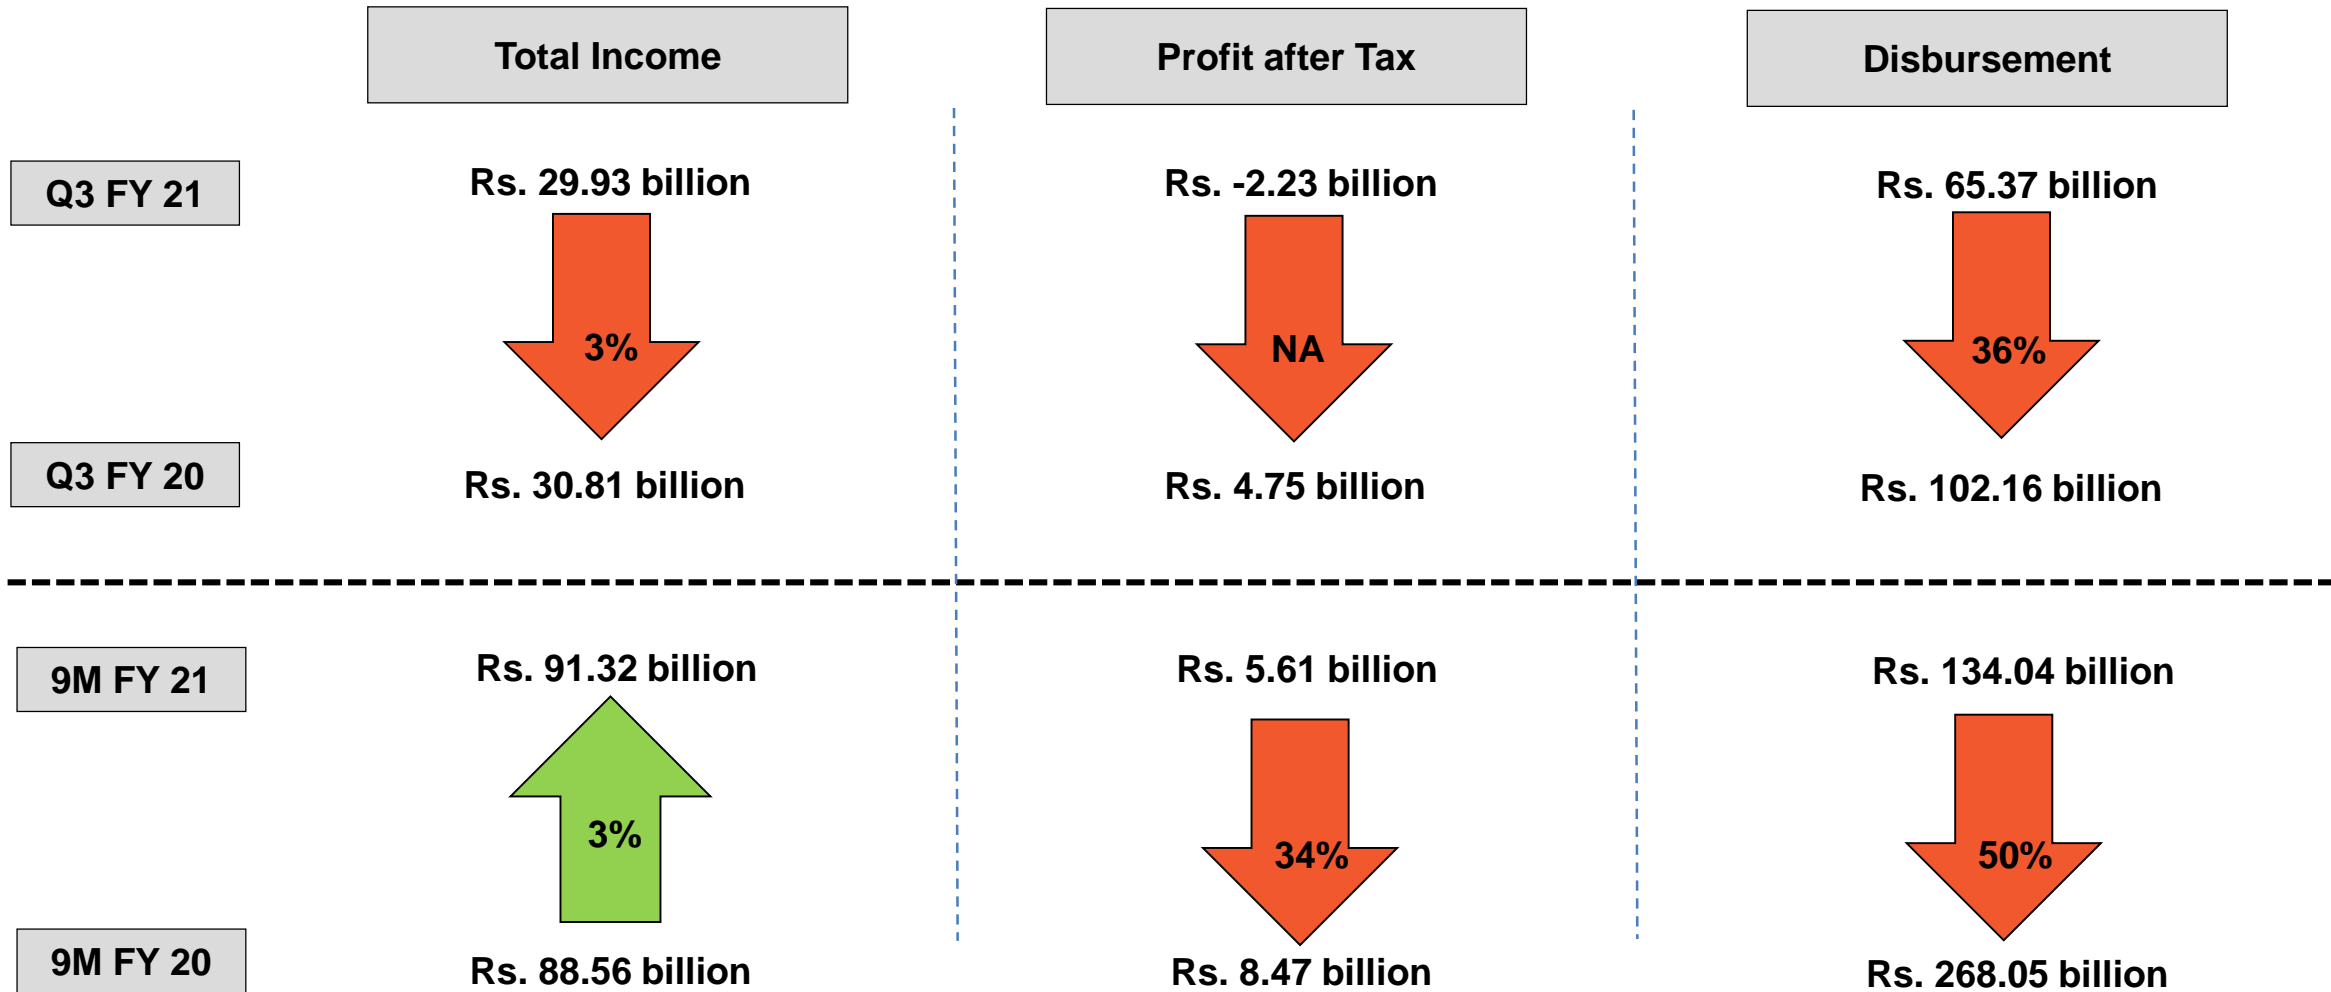 Total Income
Profit after Tax
Disbursement
Q3 FY 21
Rs. 29.93 billion
Rs. -2.23 billion
Rs. 65.37 billion
3%
NA
36%
Q3 FY 20
Rs. 30.81 billion
Rs. 4.75 billion
Rs. 102.16 billion
9M FY 21
Rs. 91.32 billion
Rs. 5.61 billion
Rs. 134.04 billion
3%
34%
50%
9M FY 20
Rs. 88.56 billion
Rs. 8.47 billion
Rs. 268.05 billion